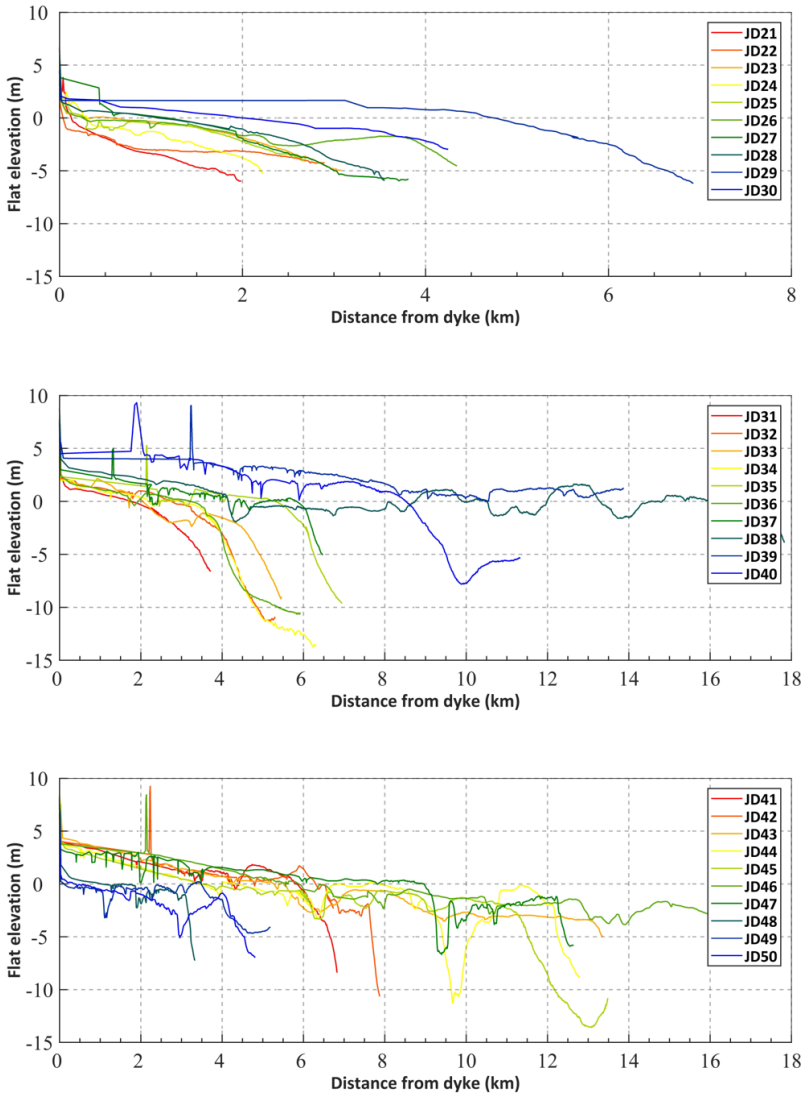 10
5
0
-5
-10
-15
Flat elevation (m)
0 2 4 6 8
Distance from dyke (km)
JD21
JD22
JD23
JD24
JD25
JD26
JD27
JD28
JD29
JD30
10
5
0
-5
-10
-15
Flat elevation (m)
0 2 4 6 8 10 12 14 16 18
Distance from dyke (km)
JD31
JD32
JD33
JD34
JD35
JD36
JD37
JD38
JD39
JD40
10
5
0
-5
-10
-15
Flat elevation (m)
0 2 4 6 8 10 12 14 16 18
Distance from dyke (km)
JD41
JD42
JD43
JD44
JD45
JD46
JD47
JD48
JD49
JD50